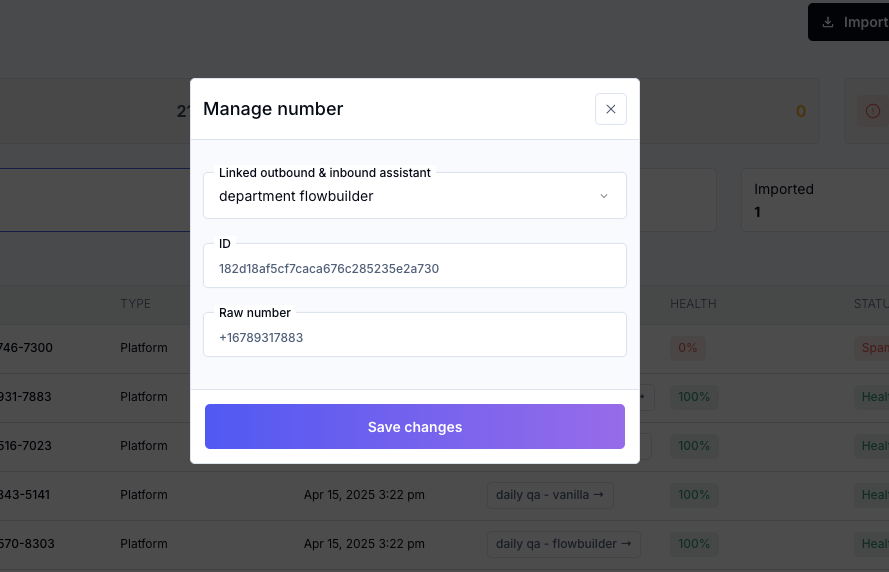 Import
21
0
Manage number
Linked outbound & inbound assistant
department flowbuilder
Imported
1
ID
182d18af5cf7caca676c285235e2a730
TYPE
HEALTH
STATU
Raw number
+16789317883
746-7300 Platform 0% Spam
931-7883 Platform 100% Heal
Save changes
516-7023 Platform 100% Heal
343-5141 Platform Apr 15, 2025 3:22 pm daily qa - vanilla → 100% Heal
570-8303 Platform Apr 15, 2025 3:22 pm daily qa - flowbuilder → 100% Heal